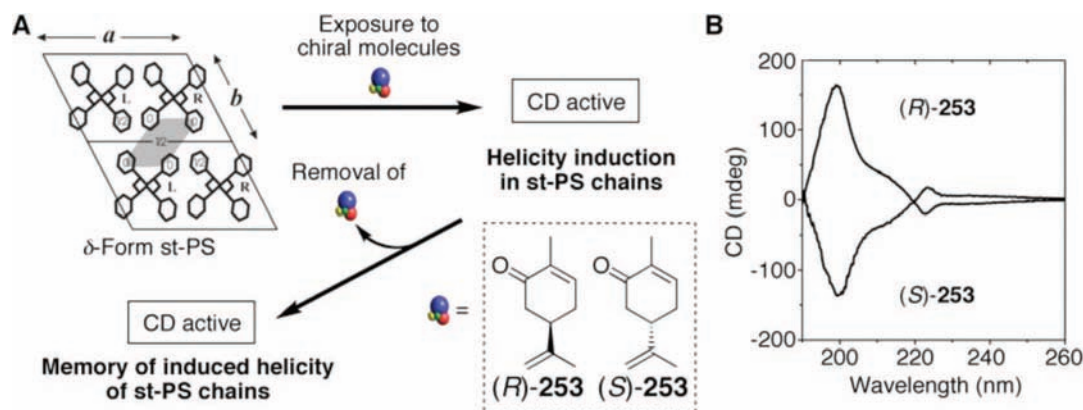 A
a
b
L
R
1/2
L
R
δ-Form st-PS
Exposure to
chiral molecules
CD active
Helicity induction
in st-PS chains
Removal of
CD active
Memory of induced helicity
of st-PS chains
=
O
O
(R)-253 (S)-253
B
CD (mdeg)
200
100
0
-100
-200
(R)-253
(S)-253
200 220 240 260
Wavelength (nm)